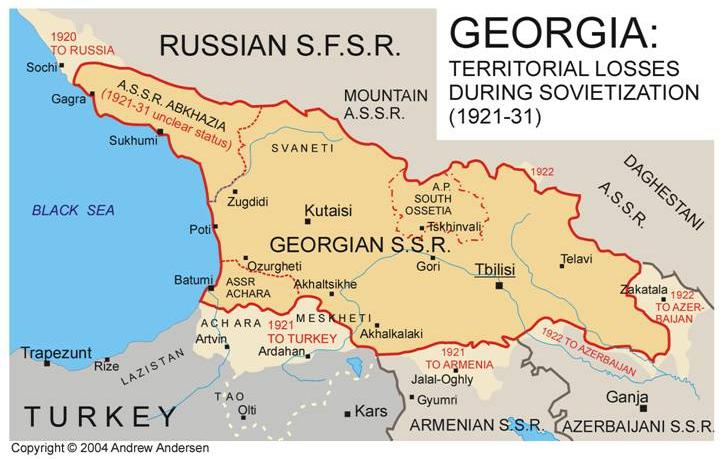 GEORGIA:
TERRITORIAL LOSSES
DURING SOVIETIZATION
(1921-31)
RUSSIAN S.F.S.R.
1920
TO RUSSIA
Sochi
Gagra
A.S.S.R. ABKHAZIA
(1921-31 unclear status)
Sukhumi
MOUNTAIN
A.S.S.R.
SVANETI
1922
DAGHESTANI
A.S.S.R.
A.P.
SOUTH
OSSETIA
Tskhinvali
Zugdidi
Kutaisi
BLACK SEA
Poti
GEORGIAN S.S.R.
Ozurgheti
Gori
Tbilisi
Telavi
Batumi
ASSR
ACHARA
Akhaltsikhe
Zakatala
1922
TO AZER-
BAIJAN
ACHARA
MESKHETI
1921
TO TURKEY
Akhalkalaki
Artvin
Ardahan
1922 TO AZERBAIJAN
1921
TO ARMENIA
Trapezunt
Rize
LAZISTAN
Jalal-Oghly
Gyumri
TAO
Olti
Kars
Ganja
TURKEY
ARMENIAN S.S.R.
AZERBAIJANI S.S.R.
Copyright © 2004 Andrew Andersen